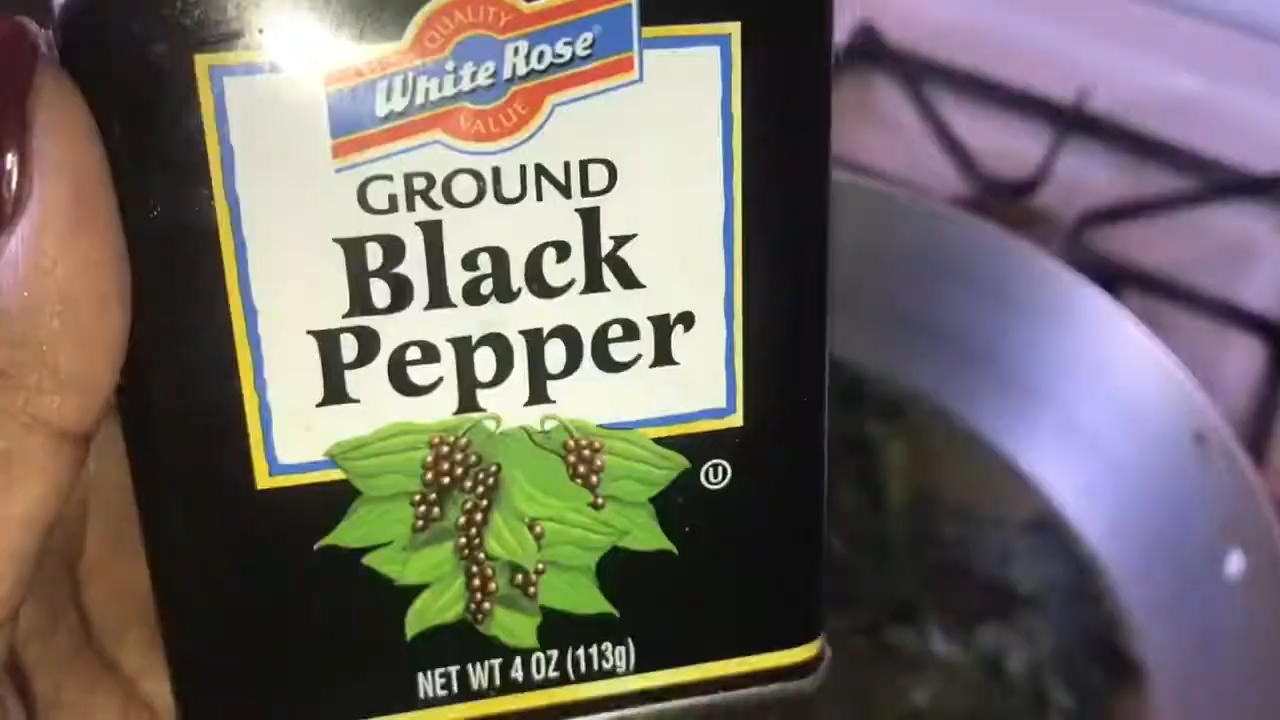 QUALITY
White Rose®
VALUE
GROUND
Black
Pepper
U
NET WT 4 OZ (113g)